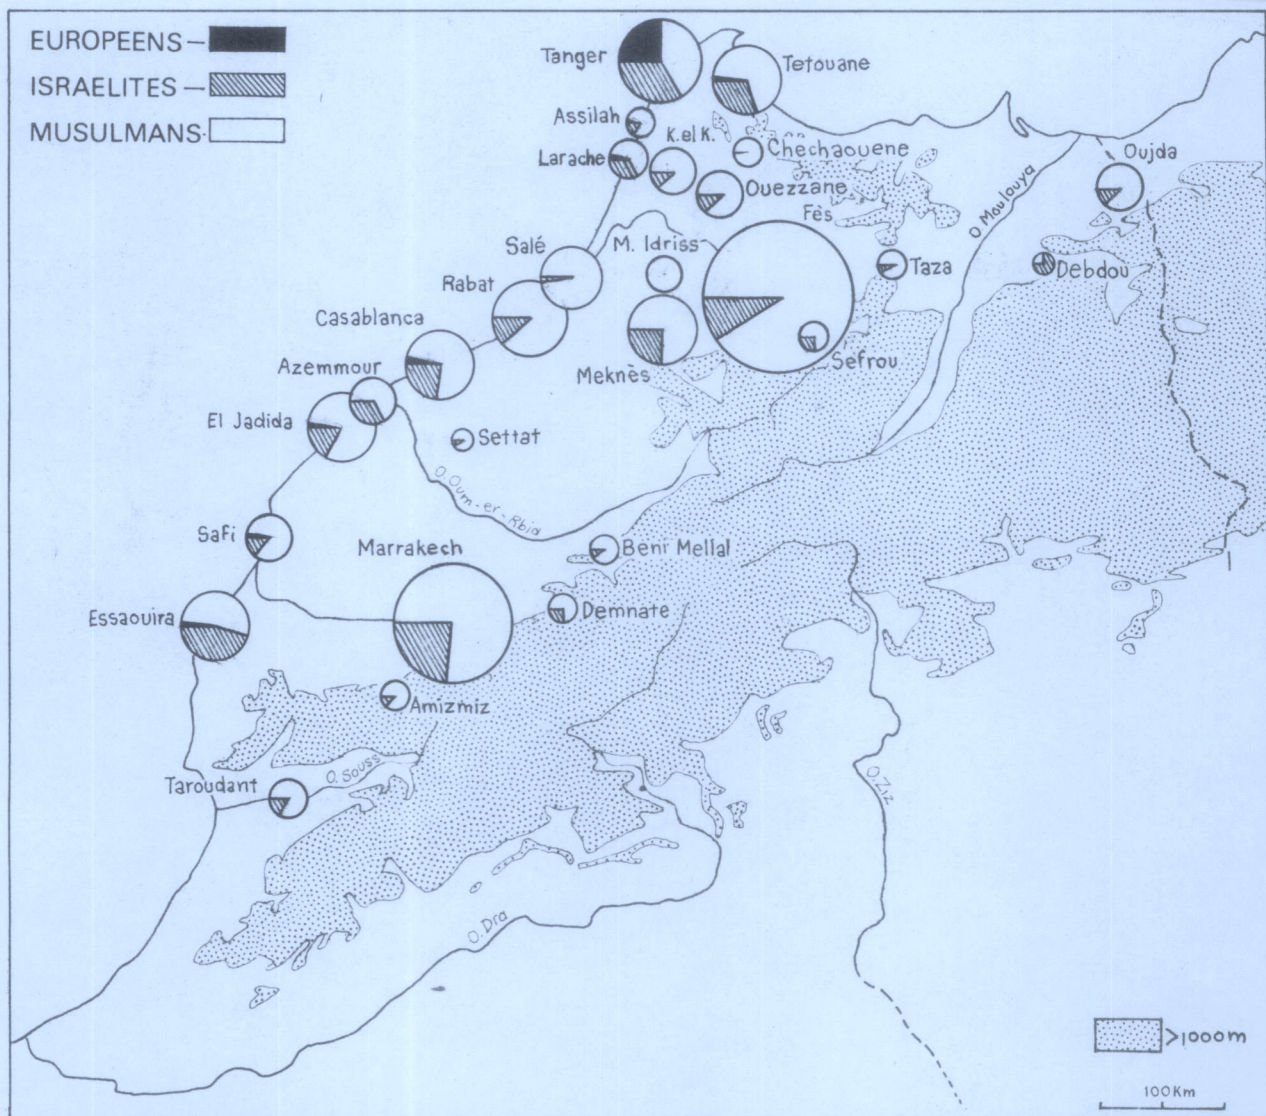 EUROPEENS
ISRAELITES
MUSULMANS
Tanger
Tetouane
Assilah
K. el K.
Chechaouene
Larache
Oujda
Ouezzane
Fès
O. Moulouya
Salé
M. Idriss
Taza
Debdou
Rabat
Casablanca
Sefrou
Azemmour
Meknès
El Jadida
Settat
O. Oum-er-Rbia
Safi
Marrakech
Beni Mellal
Essaouira
Demnate
Amizmiz
Taroudant
O. Souss
O. Ziz
O. Dra
>1000m
100Km